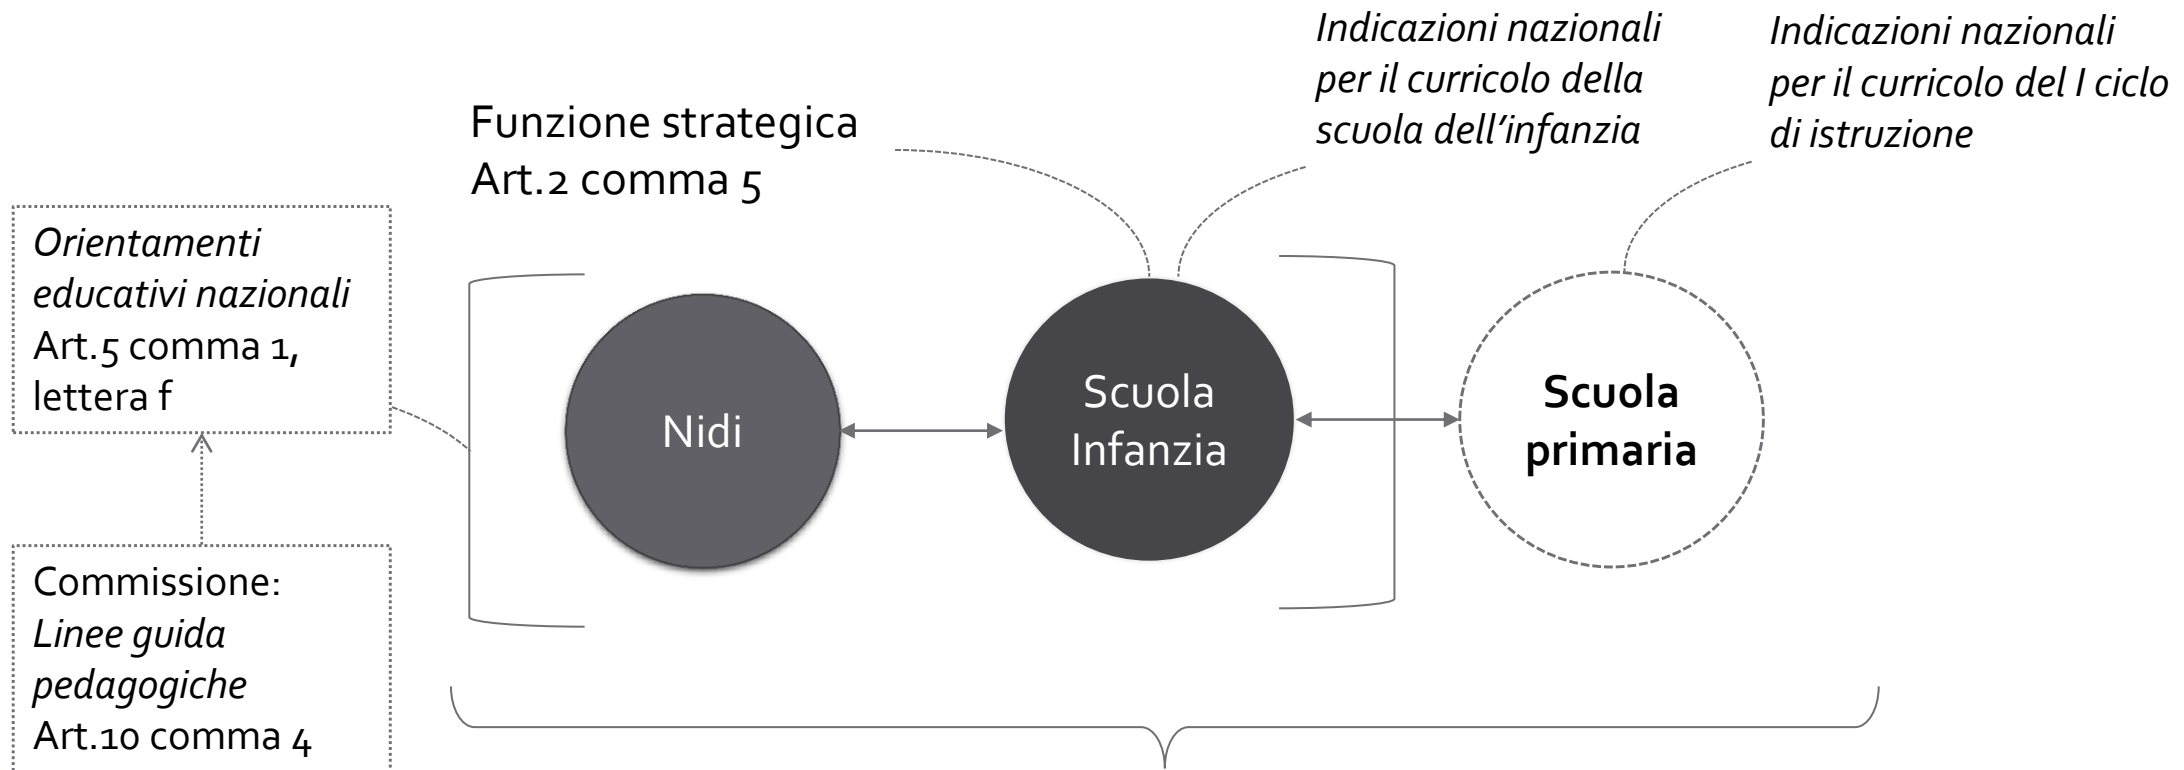 Indicazioni nazionali
per il curricolo della
scuola dell'infanzia
Indicazioni nazionali
per il curricolo del I ciclo
di istruzione
Funzione strategica
Art.2 comma 5
Orientamenti
educativi nazionali
Art.5 comma 1,
lettera f
Nidi
Scuola
Infanzia
Scuola
primaria
Commissione:
Linee guida
pedagogiche
Art.10 comma 4